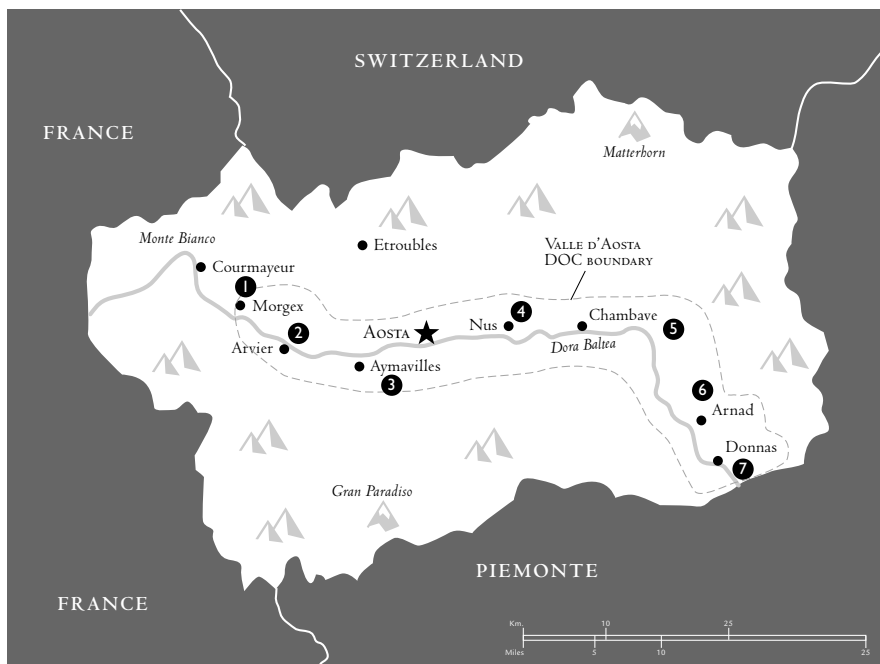 SWITZERLAND
FRANCE
Matterhorn
Monte Bianco
Etroubles
Valle d'Aosta
DOC boundary
Courmayeur
1
Morgex
4
Chambave
2
Aosta
Nus
5
Arvier
Dora Baltea
Aymavilles
3
6
Arnad
Donnas
7
Gran Paradiso
PIEMONTE
FRANCE
Km. 10 25
Miles 5 10 25